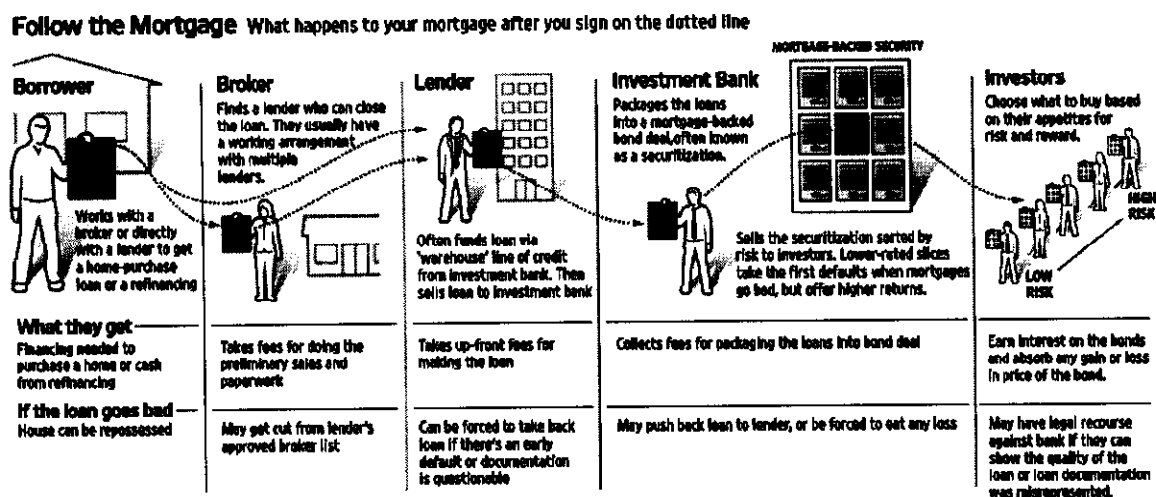 Follow the Mortgage What happens to your mortgage after you sign on the dotted line
Borrower
Works with a
broker or directly
with a lender to get
a home-purchase
loan or a refinancing
Broker
Finds a lender who can close
the loan. They usually have
a working arrangement
with multiple
lenders.
Lender
Often funds loan via
'warehouse' line of credit
from investment bank. Then
sells loan to investment bank
Investment Bank
Packages the loans
into a mortgage-backed
bond deal, often known
as a securitization.
MORTGAGE-BACKED SECURITY
Sells the securitization sorted by
risk to investors. Lower-rated slices
take the first defaults when mortgages
go bad, but offer higher returns.
Investors
Choose what to buy based
on their appetites for
risk and reward.
HIGH
RISK
LOW
RISK
What they get
Financing needed to
purchase a home or cash
from refinancing
Takes fees for doing the
preliminary sales and
paperwork
Takes up-front fees for
making the loan
Collects fees for packaging the loans into bond deal
Earn interest on the bonds
and absorb any gain or loss
in price of the bond.
If the loan goes bad
House can be repossessed
May get cut from lender's
approved broker list
Can be forced to take back
loan if there's an early
default or documentation
is questionable
May push back loan to lender, or be forced to eat any loss
May have legal recourse
against bank if they can
show the quality of the
loan or loan documentation
was misrepresented.